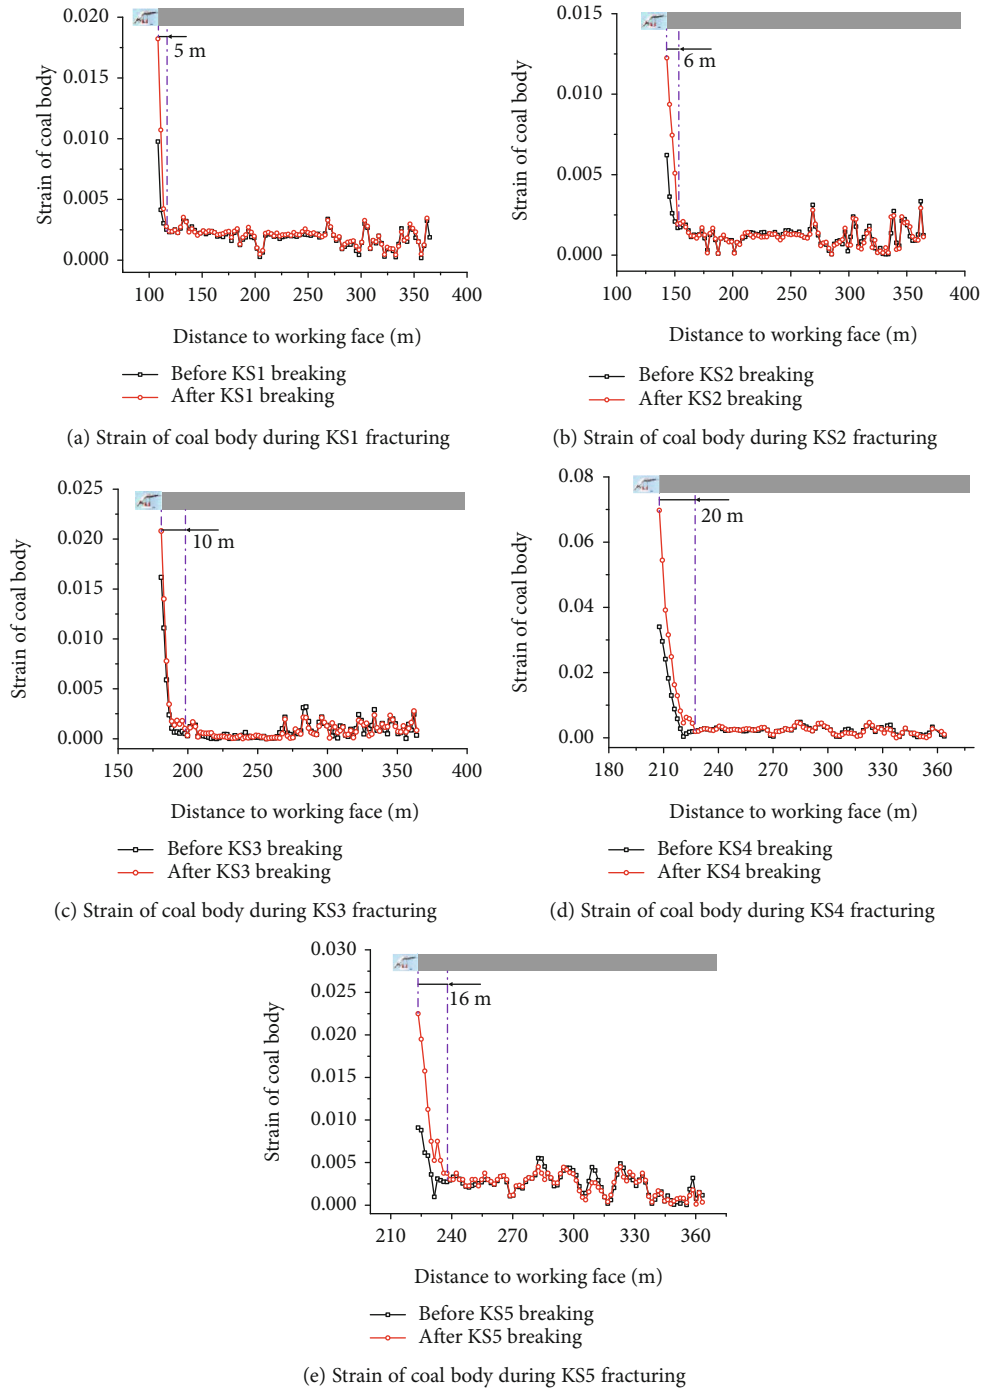 0.020
0.015
0.010
0.005
0.000
5 m
100 150 200 250 300 350 400
Strain of coal body
Distance to working face (m)
Before KS1 breaking
After KS1 breaking
(a) Strain of coal body during KS1 fracturing
0.015
0.010
0.005
0.000
6 m
100 150 200 250 300 350 400
Strain of coal body
Distance to working face (m)
Before KS2 breaking
After KS2 breaking
(b) Strain of coal body during KS2 fracturing
0.025
0.020
0.015
0.010
0.005
0.000
10 m
150 200 250 300 350 400
Strain of coal body
Distance to working face (m)
Before KS3 breaking
After KS3 breaking
(c) Strain of coal body during KS3 fracturing
0.08
0.06
0.04
0.02
0.00
20 m
180 210 240 270 300 330 360
Strain of coal body
Distance to working face (m)
Before KS4 breaking
After KS4 breaking
(d) Strain of coal body during KS4 fracturing
0.030
0.025
0.020
0.015
0.010
0.005
0.000
16 m
210 240 270 300 330 360
Strain of coal body
Distance to working face (m)
Before KS5 breaking
After KS5 breaking
(e) Strain of coal body during KS5 fracturing